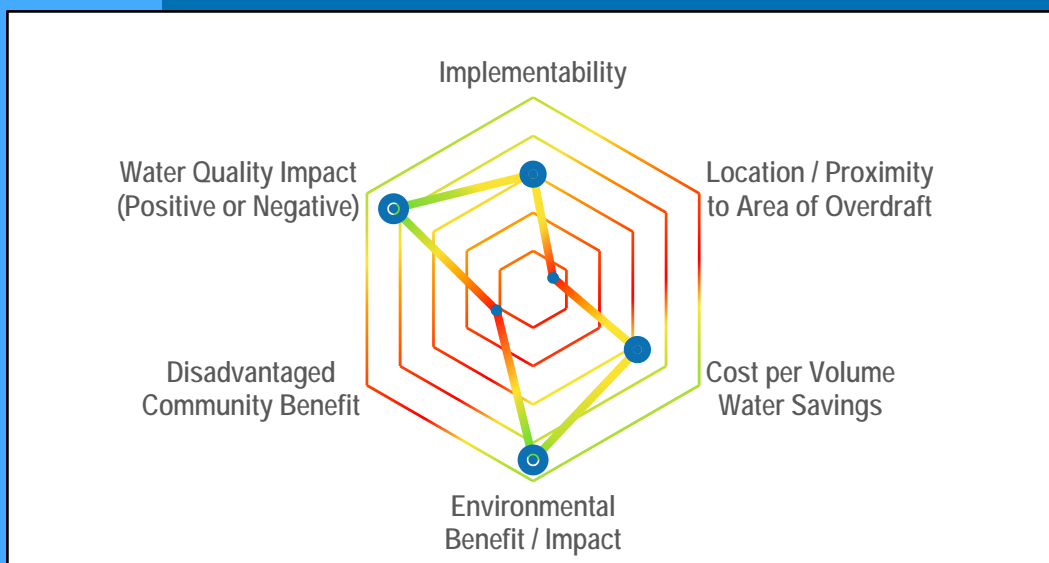 Implementability
Location / Proximity
to Area of Overdraft
Cost per Volume
Water Savings
Environmental
Benefit / Impact
Disadvantaged
Community Benefit
Water Quality Impact
(Positive or Negative)